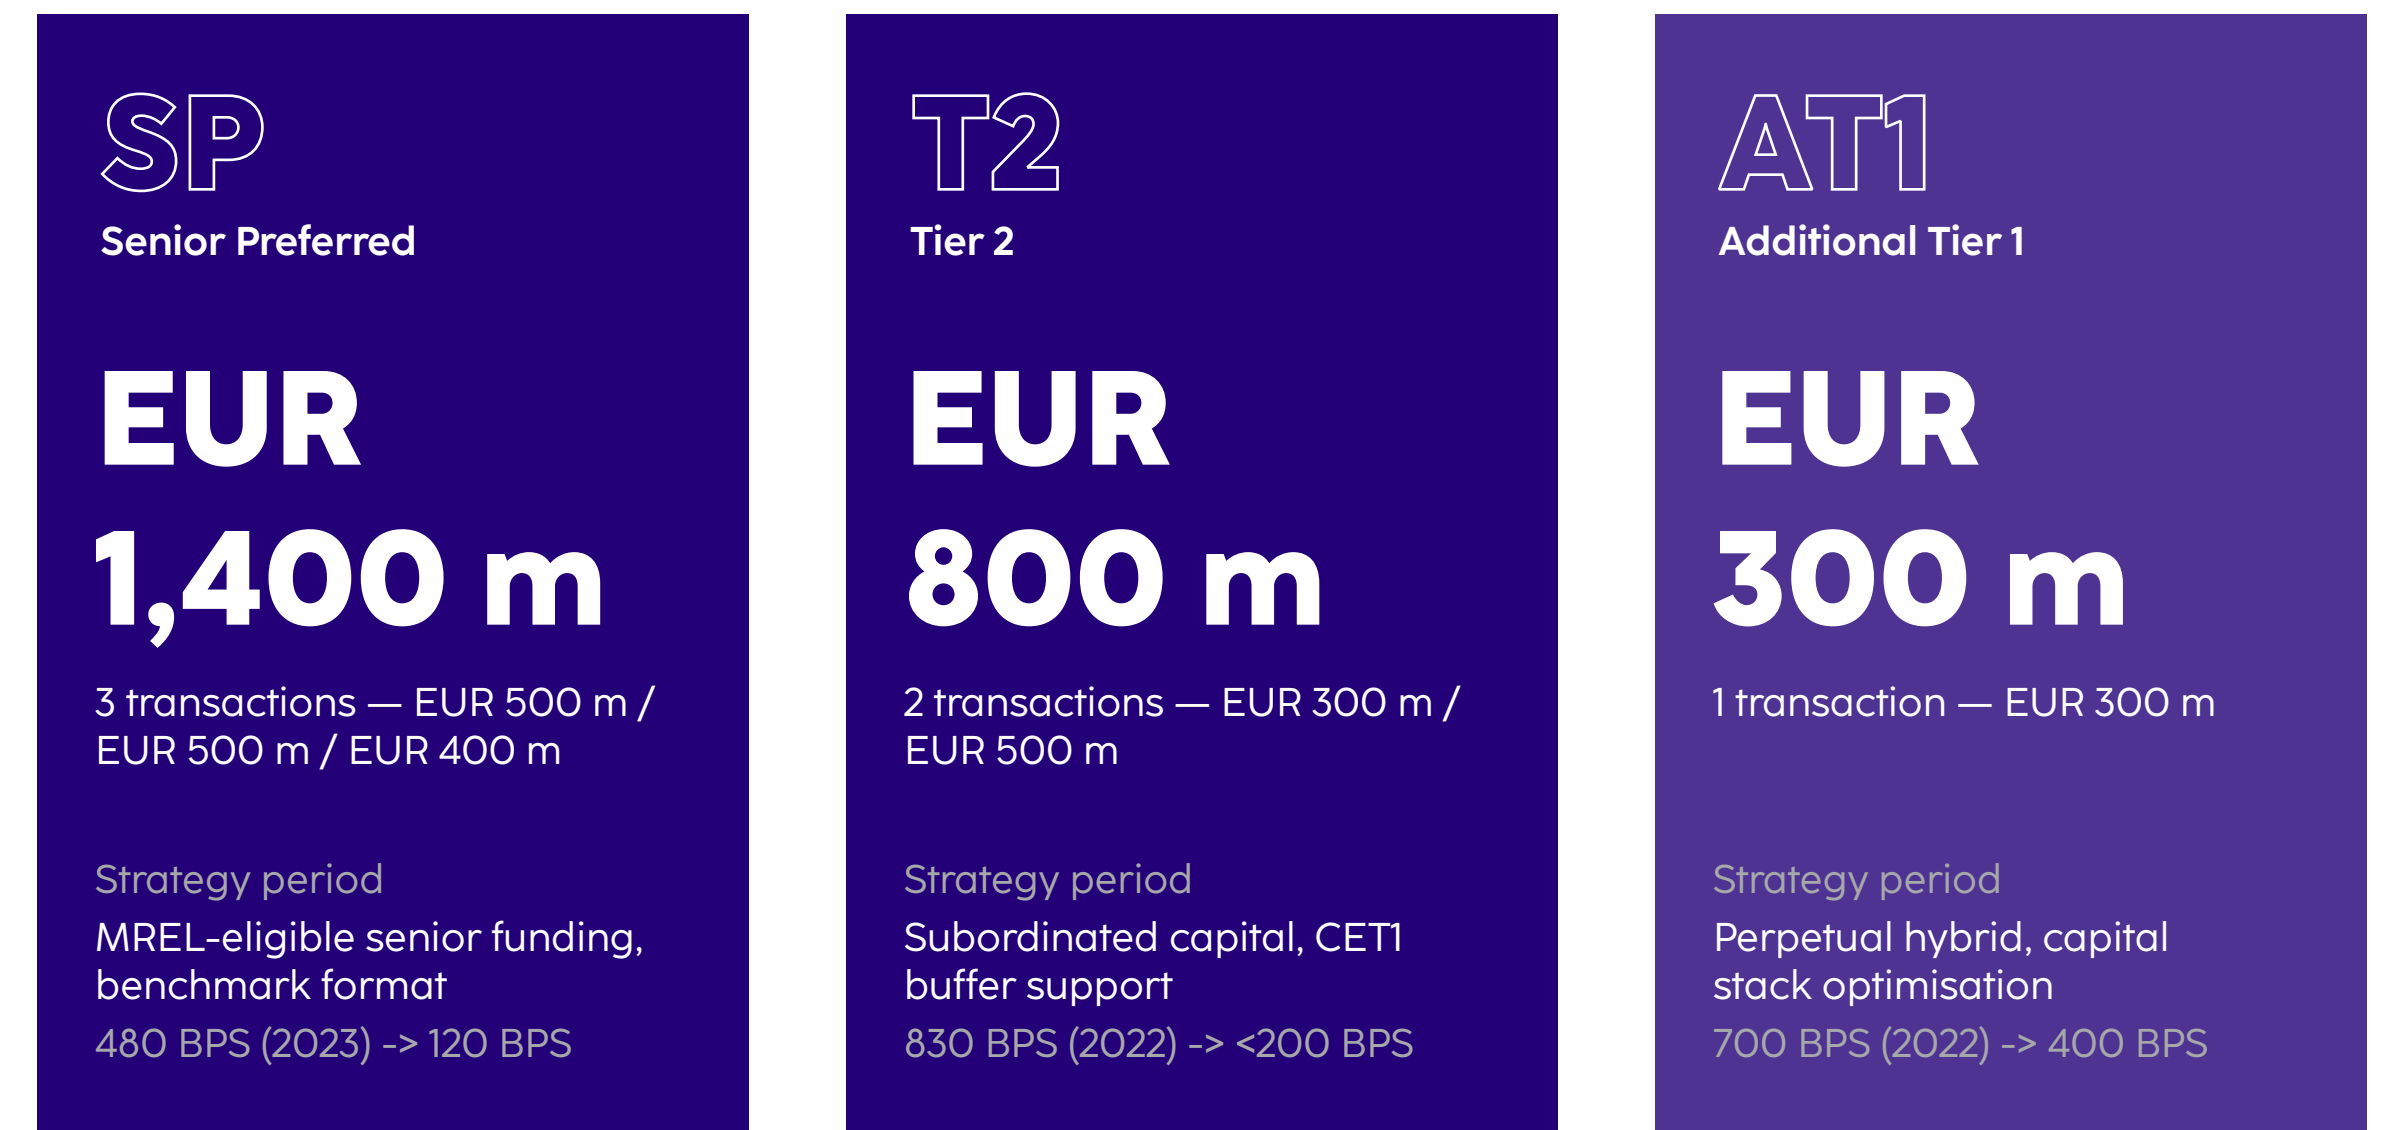 SP
Senior Preferred
EUR
1,400 m
3 transactions — EUR 500 m /
EUR 500 m / EUR 400 m
Strategy period
MREL-eligible senior funding,
benchmark format
480 BPS (2023) -> 120 BPS
T2
Tier 2
EUR
800 m
2 transactions — EUR 300 m /
EUR 500 m
Strategy period
Subordinated capital, CET1
buffer support
830 BPS (2022) -> <200 BPS
AT1
Additional Tier 1
EUR
300 m
1 transaction — EUR 300 m
Strategy period
Perpetual hybrid, capital
stack optimisation
700 BPS (2022) -> 400 BPS